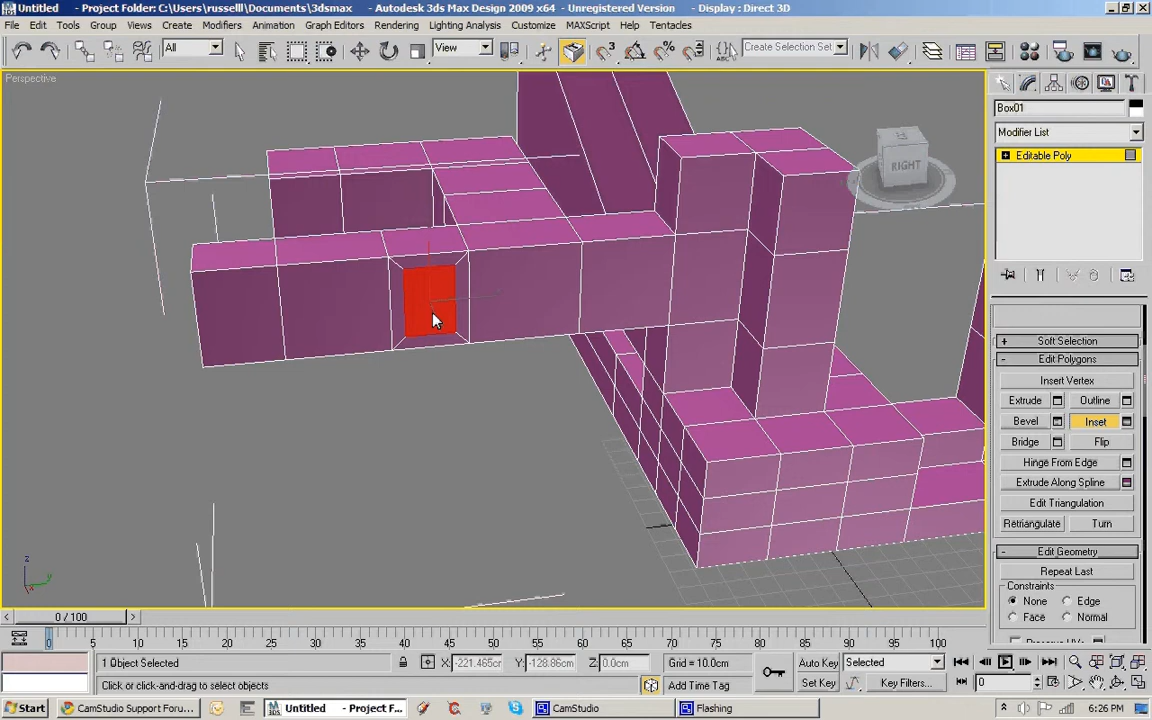 Untitled - Project Folder: C:\Users\russelll\Documents\3dsmax - Autodesk 3ds Max Design 2009 x64 - Unregistered Version - Display : Direct 3D
File Edit Tools Group Views Create Modifiers Animation Graph Editors Rendering Lighting Analysis Customize MAXScript Help Tentacles
All View Create Selection Set
Perspective
RIGHT
Box01
Modifier List
Editable Poly
+ Soft Selection
- Edit Polygons
Insert Vertex
Extrude Outline
Bevel Inset
Bridge Flip
Hinge From Edge
Extrude Along Spline
Edit Triangulation
Retriangulate Turn
- Edit Geometry
Repeat Last
Constraints
None Edge
Face Normal
z
y
0 / 100
0 5 10 15 20 25 30 35 40 45 50 55 60 65 70 75 80 85 90 95 100
1 Object Selected X: -221.465cm Y: -128.86cm Z: 0.0cm Grid = 10.0cm Auto Key Selected
Click or click-and-drag to select objects Add Time Tag Set Key Key Filters... 0
Start CamStudio Support Foru... Untitled - Project F... CamStudio Flashing 6:26 PM